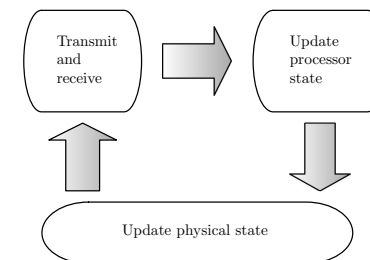 Transmit
and
receive
Update
processor
state
Update physical state